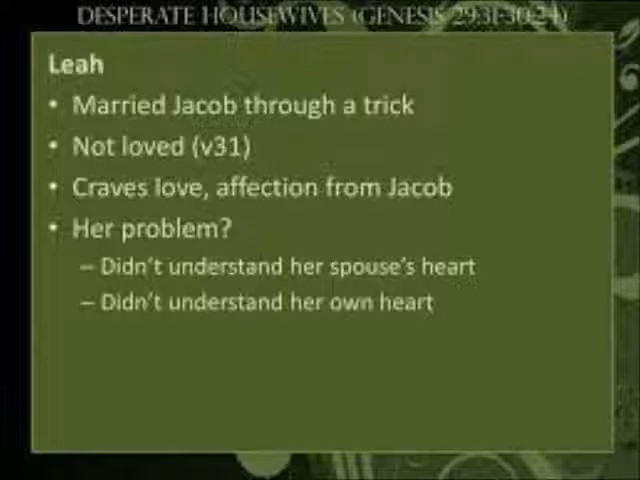 DESPERATE HOUSEWIVES (GENESIS 29:31-30:24)
Leah
• Married Jacob through a trick
• Not loved (v31)
• Craves love, affection from Jacob
• Her problem?
– Didn't understand her spouse's heart
– Didn't understand her own heart